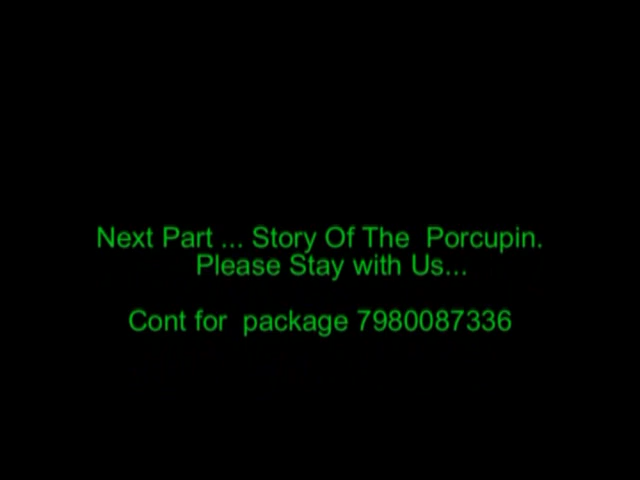 Next Part ... Story Of The  Porcupin.
Please Stay with Us...
Cont for  package 7980087336